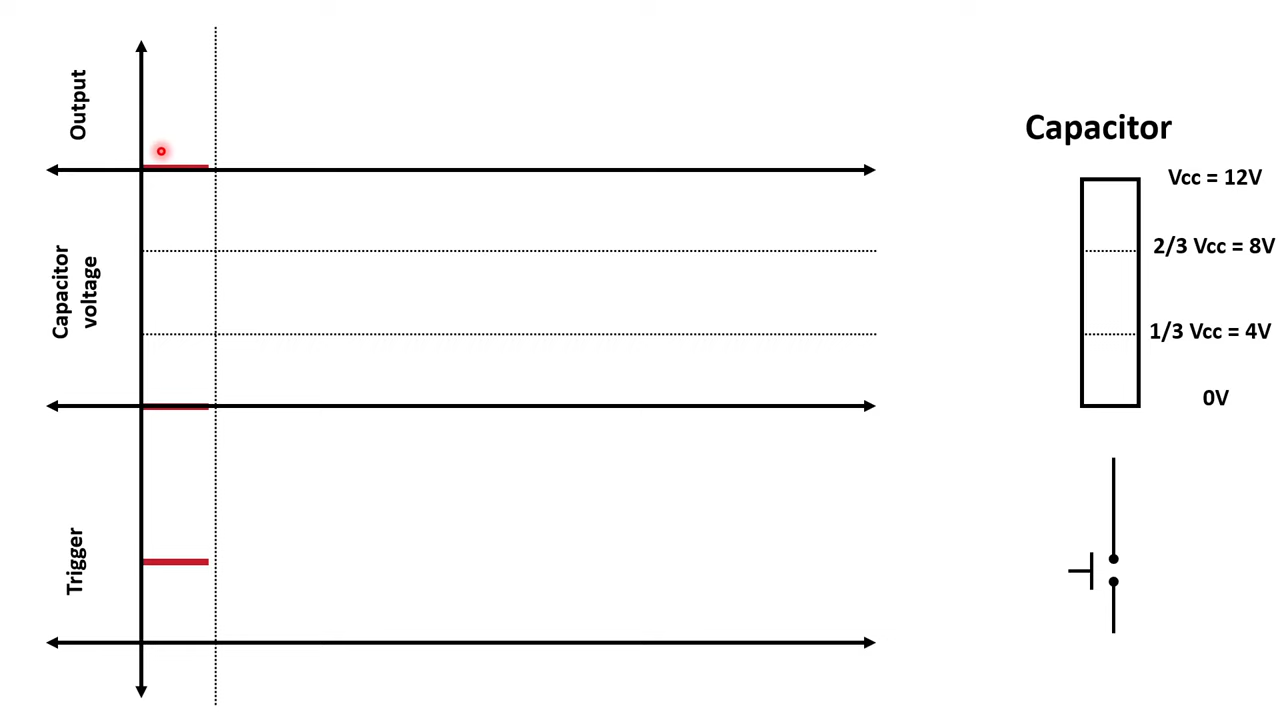 Output
Capacitor
voltage
Trigger
Capacitor
Vcc = 12V
2/3 Vcc = 8V
1/3 Vcc = 4V
0V